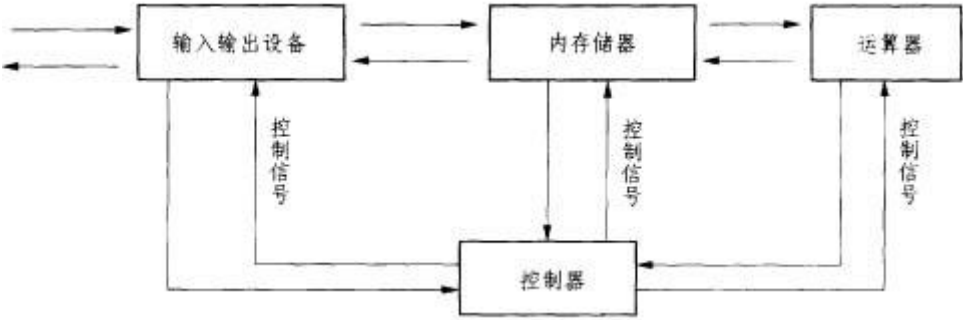 输入输出设备
内存储器
运算器
控制信号
控制信号
控制信号
控制器